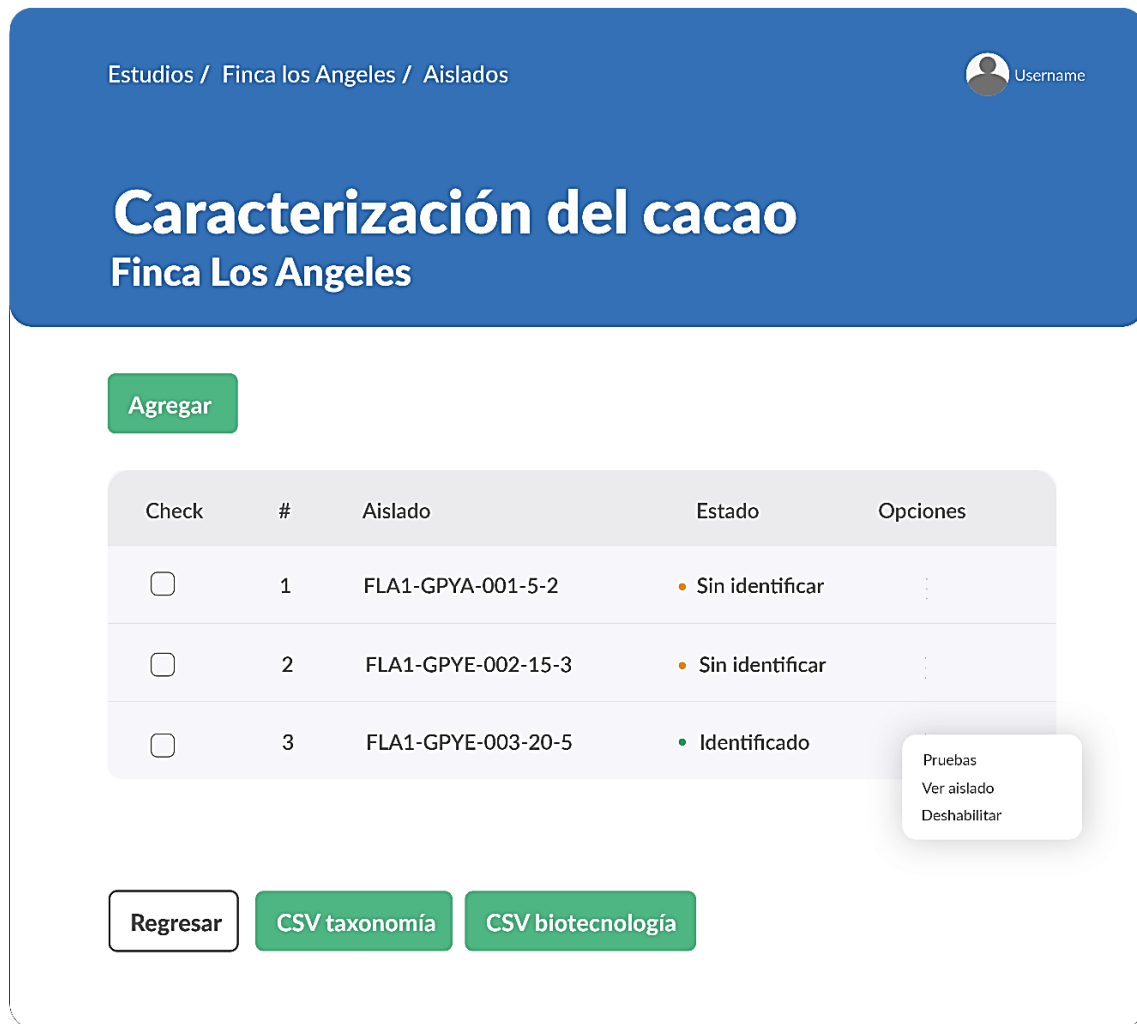 Estudios / Finca los Angeles / Aislados
Username
Caracterización del cacao
Finca Los Angeles
Agregar
Check # Aislado Estado Opciones
1 FLA1-GPYA-001-5-2 Sin identificar
2 FLA1-GPYE-002-15-3 Sin identificar
3 FLA1-GPYE-003-20-5 Identificado
Pruebas
Ver aislado
Deshabilitar
Regresar CSV taxonomía CSV biotecnología